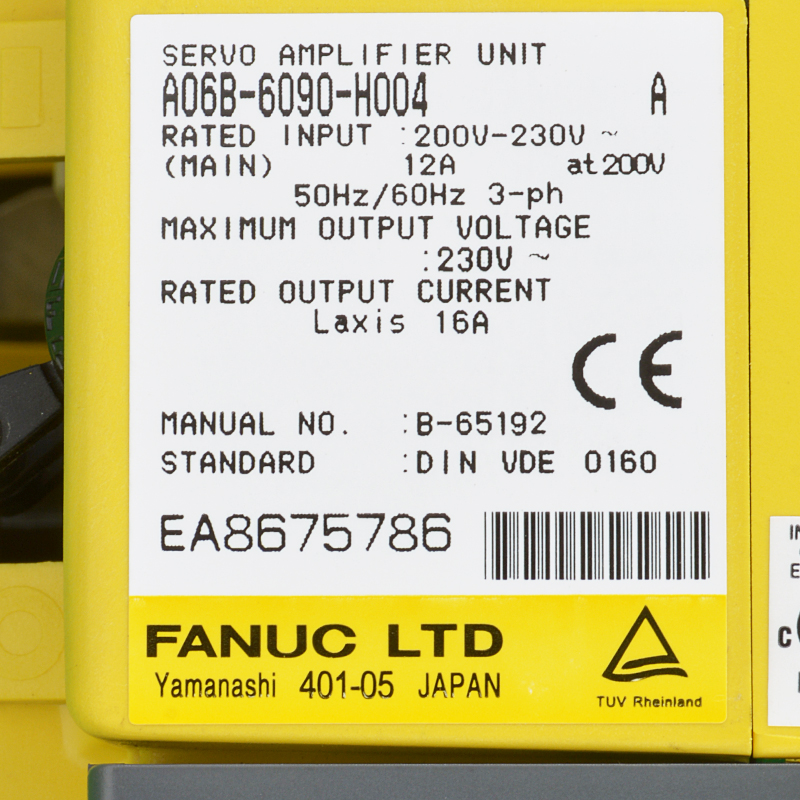 SERVO AMPLIFIER UNIT
A06B-6090-H004 A
RATED INPUT :200V-230V ~
(MAIN) 12A at 200V
50Hz/60Hz 3-ph
MAXIMUM OUTPUT VOLTAGE
:230V ~
RATED OUTPUT CURRENT
Laxis 16A
CE
MANUAL NO. :B-65192
STANDARD :DIN VDE 0160
EA8675786
FANUC LTD
Yamanashi 401-05 JAPAN
TUV Rheinland